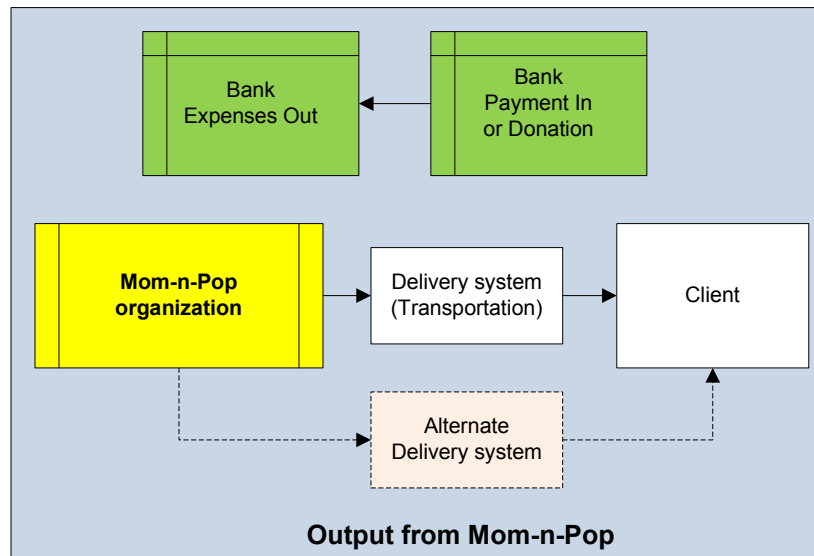 Bank
Expenses Out
Bank
Payment In
or Donation
Mom-n-Pop
organization
Delivery system
(Transportation)
Client
Alternate
Delivery system
Output from Mom-n-Pop